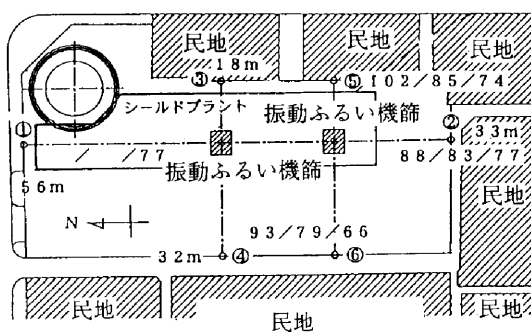 民地
民地
民地
18m
③
⑤ 102/85/74
シールドプラント
振動ふるい機篩
①
②
33m
/ /77
88/83/77
56m
振動ふるい機篩
民地
N
93/79/66
32m ④
⑥
民地
民地
民地